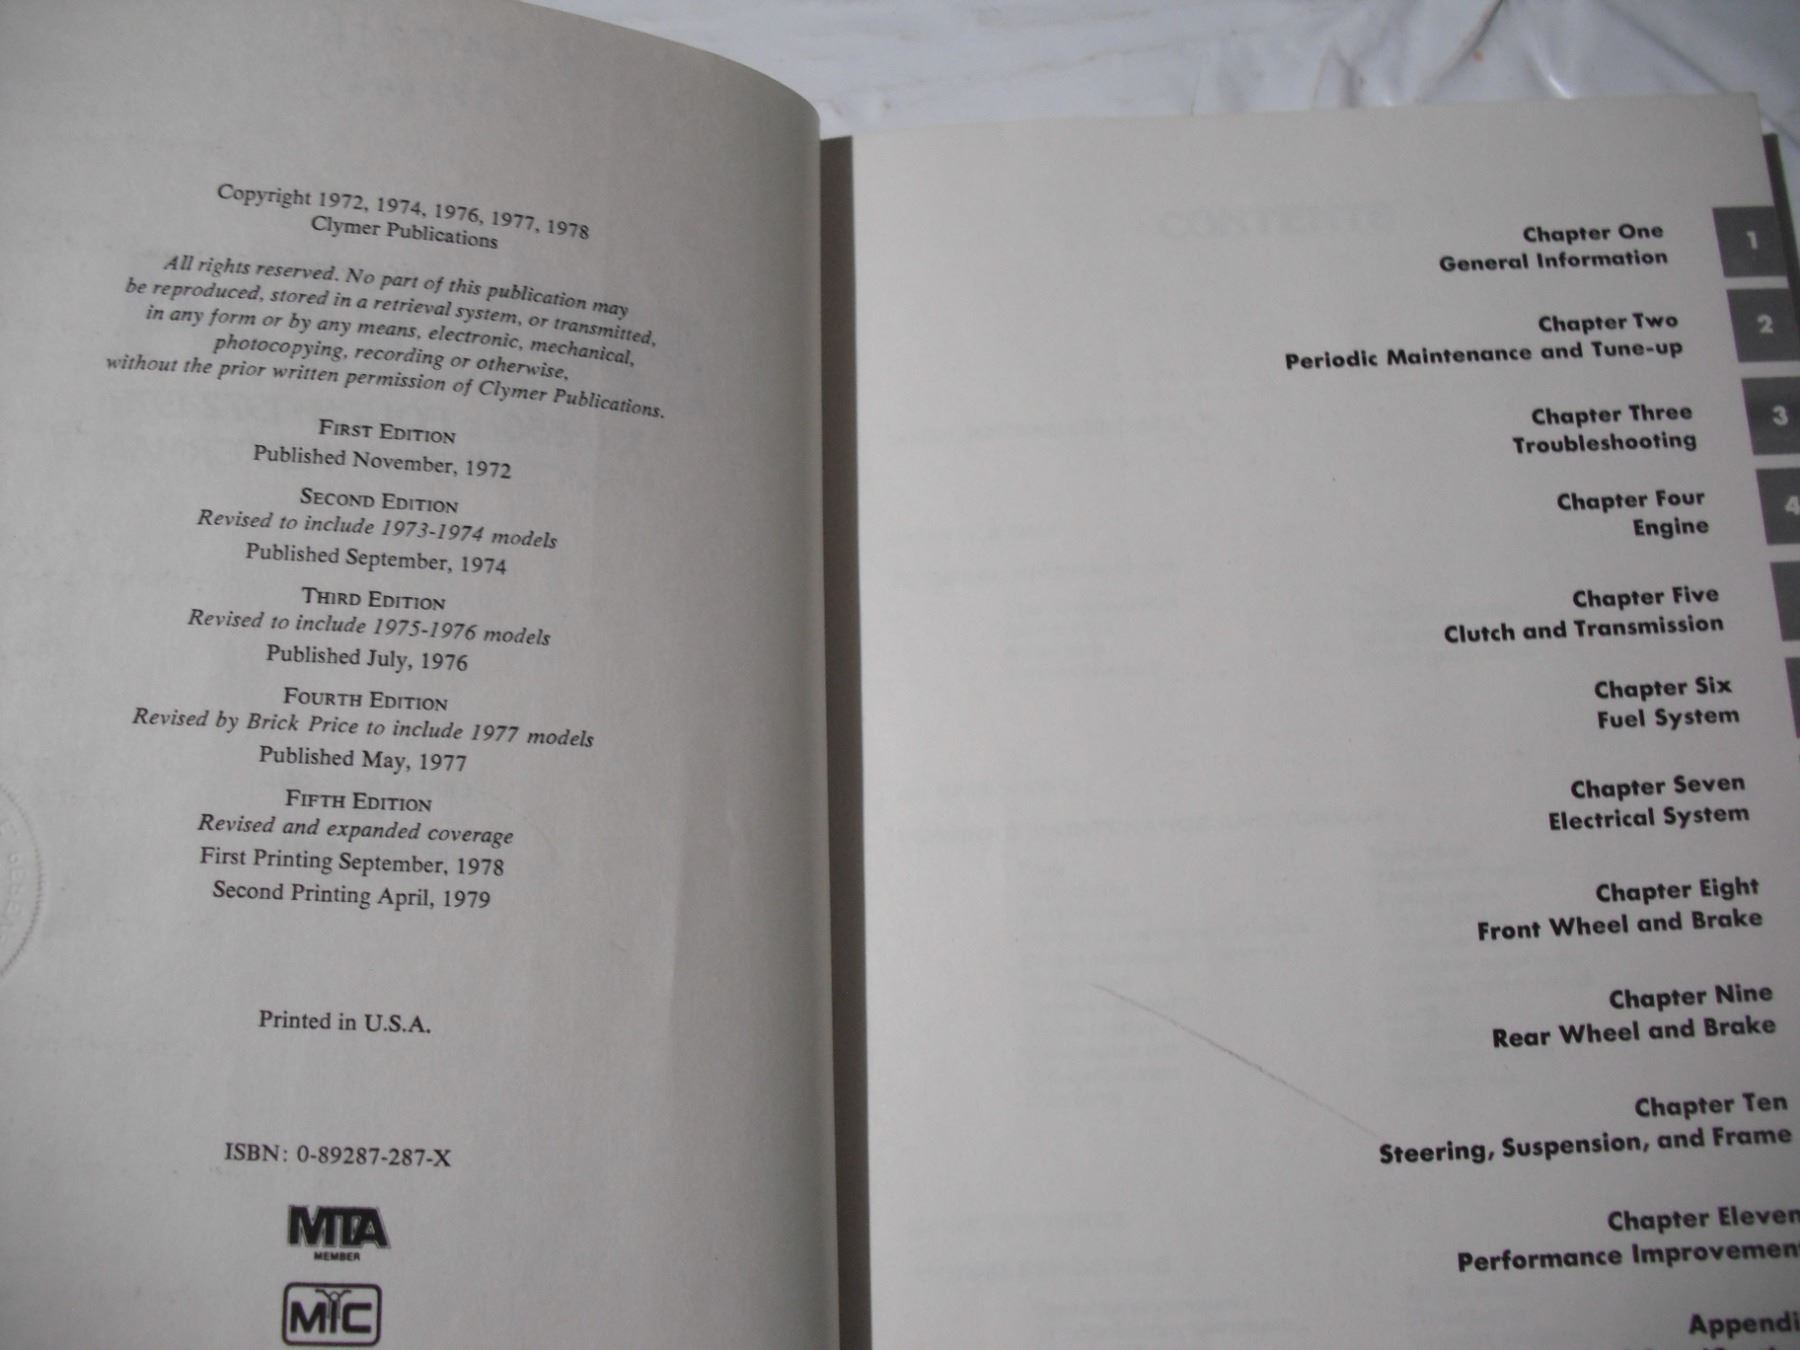 Copyright 1972, 1974, 1976, 1977, 1978
Clymer Publications
All rights reserved. No part of this publication may
be reproduced, stored in a retrieval system, or transmitted,
in any form or by any means, electronic, mechanical,
photocopying, recording or otherwise,
without the prior written permission of Clymer Publications.
FIRST EDITION
Published November, 1972
SECOND EDITION
Revised to include 1973-1974 models
Published September, 1974
THIRD EDITION
Revised to include 1975-1976 models
Published July, 1976
FOURTH EDITION
Revised by Brick Price to include 1977 models
Published May, 1977
FIFTH EDITION
Revised and expanded coverage
First Printing September, 1978
Second Printing April, 1979
Printed in U.S.A.
ISBN: 0-89287-287-X
MTA
MEMBER
MIC
Chapter One
General Information
1
Chapter Two
Periodic Maintenance and Tune-up
2
Chapter Three
Troubleshooting
3
Chapter Four
Engine
4
Chapter Five
Clutch and Transmission
Chapter Six
Fuel System
Chapter Seven
Electrical System
Chapter Eight
Front Wheel and Brake
Chapter Nine
Rear Wheel and Brake
Chapter Ten
Steering, Suspension, and Frame
Chapter Eleven
Performance Improvement
Appendi